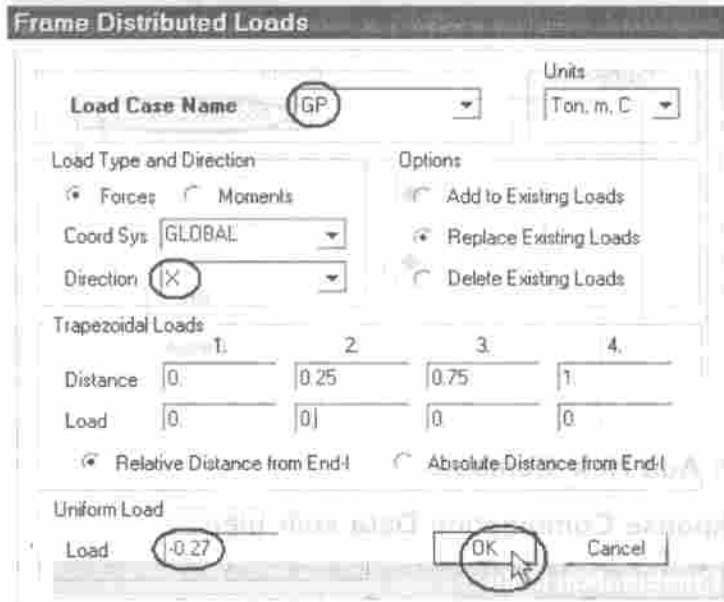 Frame Distributed Loads
Units
Load Case Name GP Ton, m, C
Load Type and Direction Options
Forces Moments Add to Existing Loads
Coord Sys GLOBAL Replace Existing Loads
Direction X Delete Existing Loads
Trapezoidal Loads
1. 2. 3. 4.
Distance 0. 0.25 0.75 1.
Load 0. 0. 0. 0.
Relative Distance from End-I Absolute Distance from End-I
Uniform Load
Load -0.27 OK Cancel